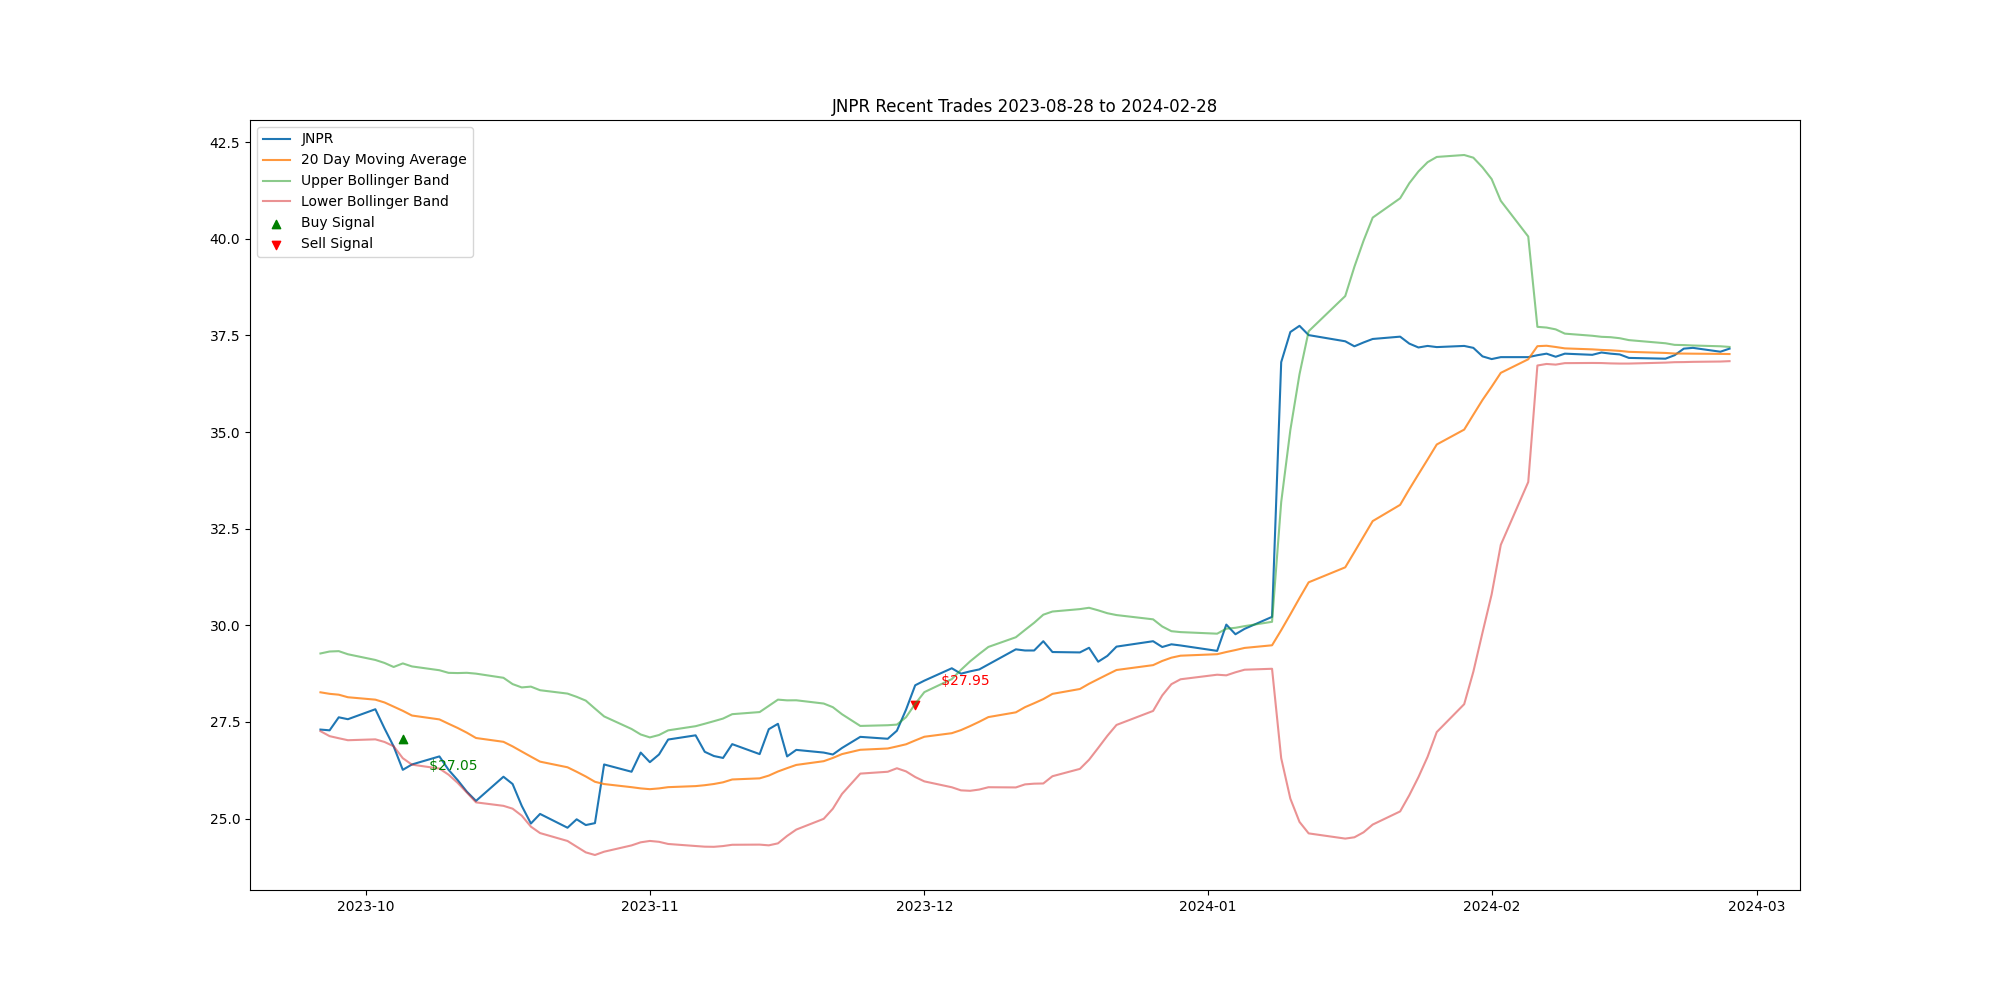 JNPR Recent Trades 2023-08-28 to 2024-02-28
JNPR
20 Day Moving Average
Upper Bollinger Band
Lower Bollinger Band
Buy Signal
Sell Signal
42.5
40.0
37.5
35.0
32.5
30.0
27.5
25.0
$27.05
$27.95
2023-10
2023-11
2023-12
2024-01
2024-02
2024-03